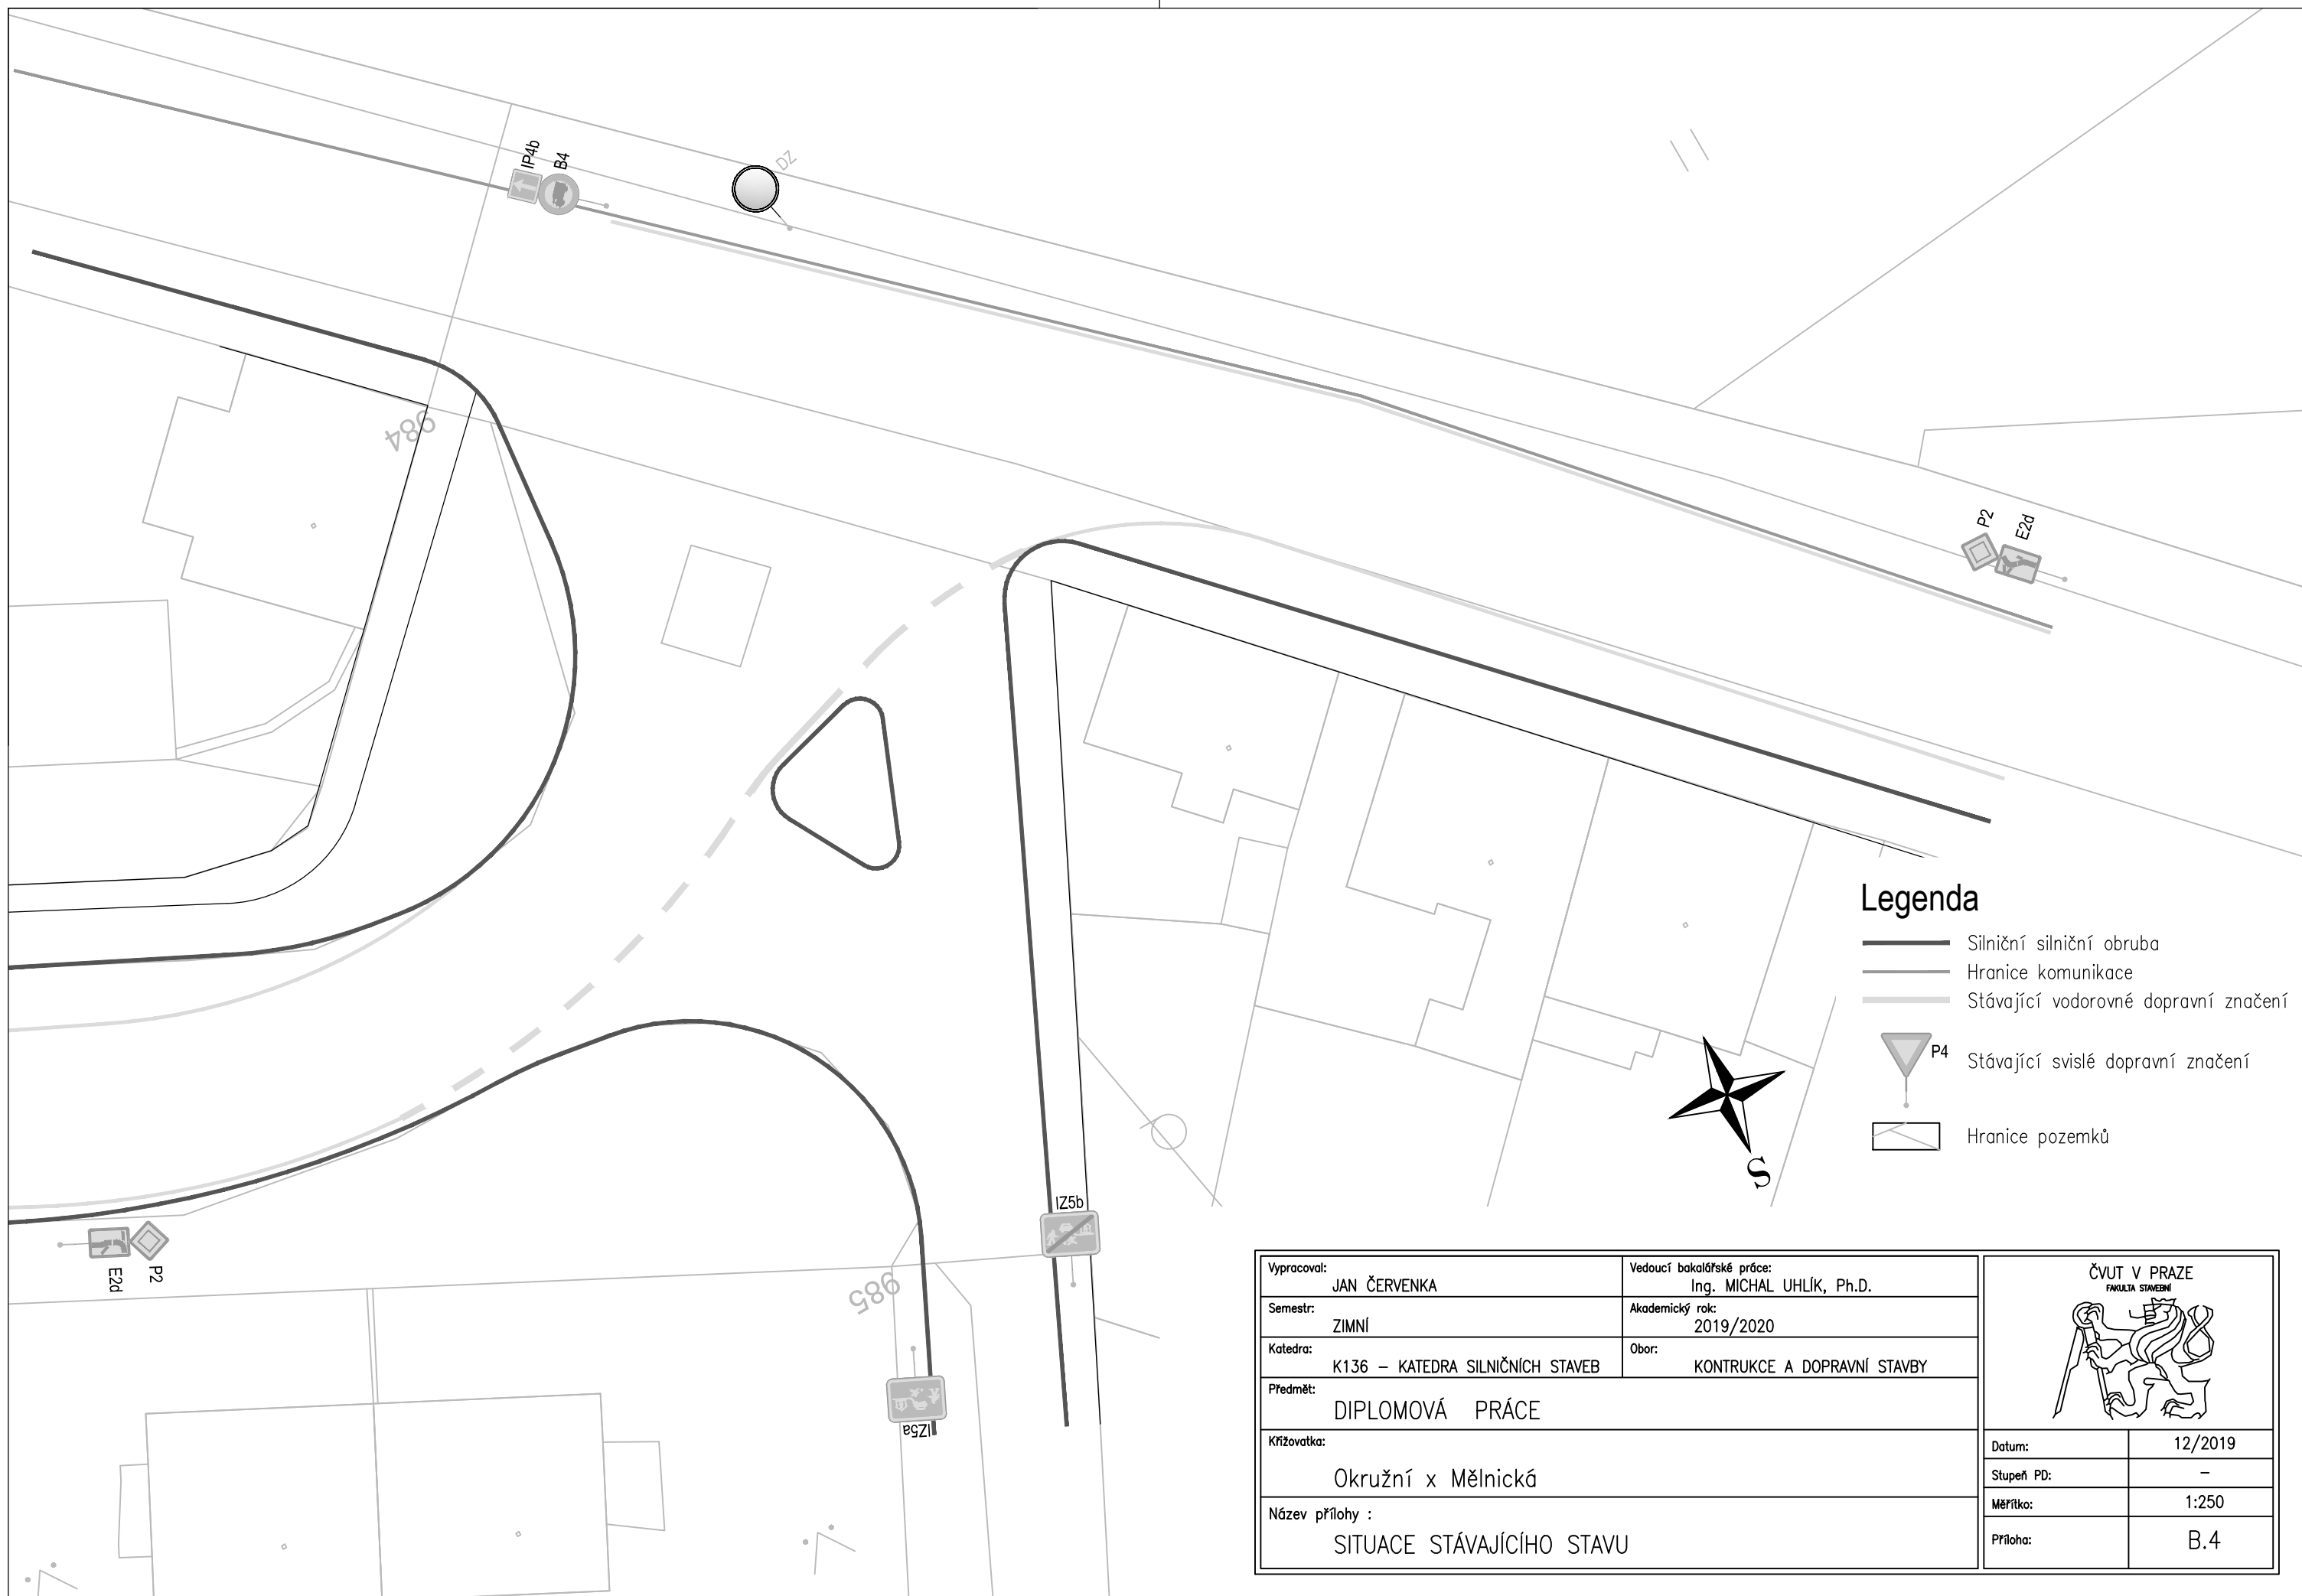 IP4b
B4
DZ
984
P2
E2d
Legenda
Silniční silniční obruba
Hranice komunikace
Stávající vodorovné dopravní značení
P4
Stávající svislé dopravní značení
Hranice pozemků
S
IZ5b
E2d
P2
985
IZ5a
Vypracoval:
JAN ČERVENKA
Vedoucí bakalářské práce:
Ing. MICHAL UHLÍK, Ph.D.
Semestr:
ZIMNÍ
Akademický rok:
2019/2020
Katedra:
K136 – KATEDRA SILNIČNÍCH STAVEB
Obor:
KONTRUKCE A DOPRAVNÍ STAVBY
Předmět:
DIPLOMOVÁ PRÁCE
Křižovatka:
Okružní x Mělnická
Název přílohy :
SITUACE STÁVAJÍCÍHO STAVU
ČVUT V PRAZE
FAKULTA STAVEBNÍ
Datum:
12/2019
Stupeň PD:
–
Měřítko:
1:250
Příloha:
B.4